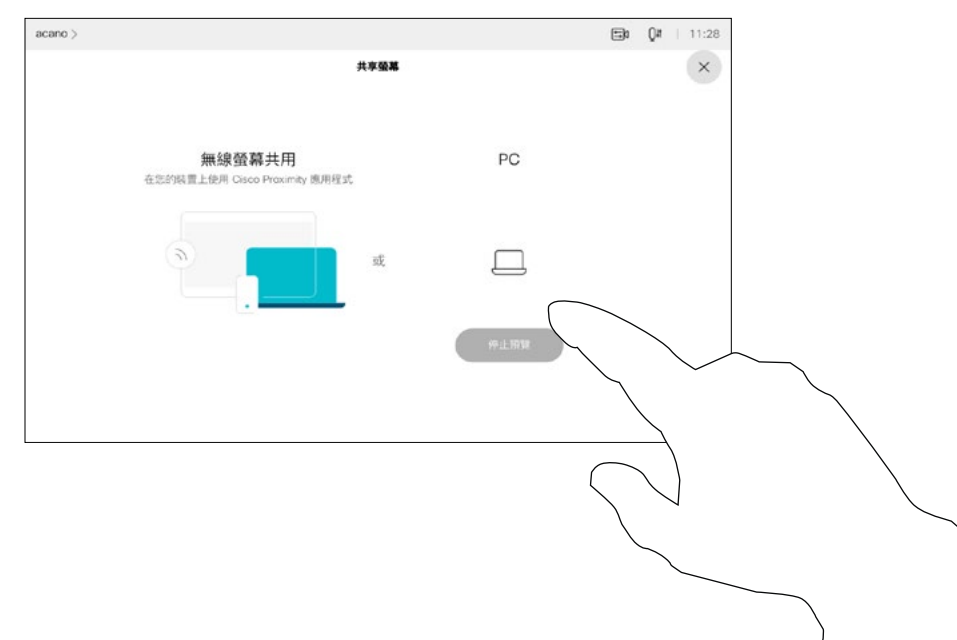 acano >
11:28
共享螢幕
無線螢幕共用
在您的裝置上使用 Cisco Proximity 應用程式
PC
或
停止預覽